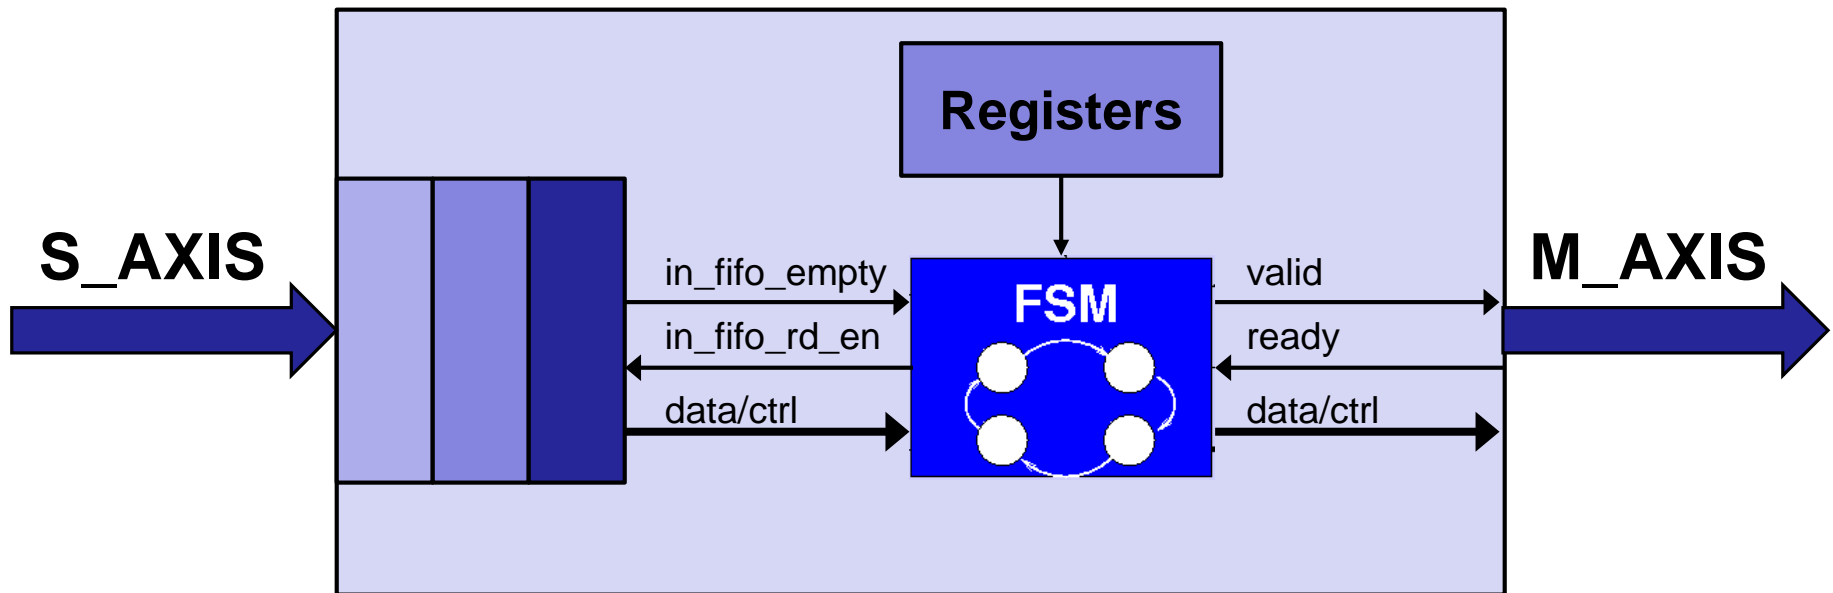 Registers
S_AXIS
M_AXIS
in_fifo_empty
valid
FSM
in_fifo_rd_en
ready
data/ctrl
data/ctrl